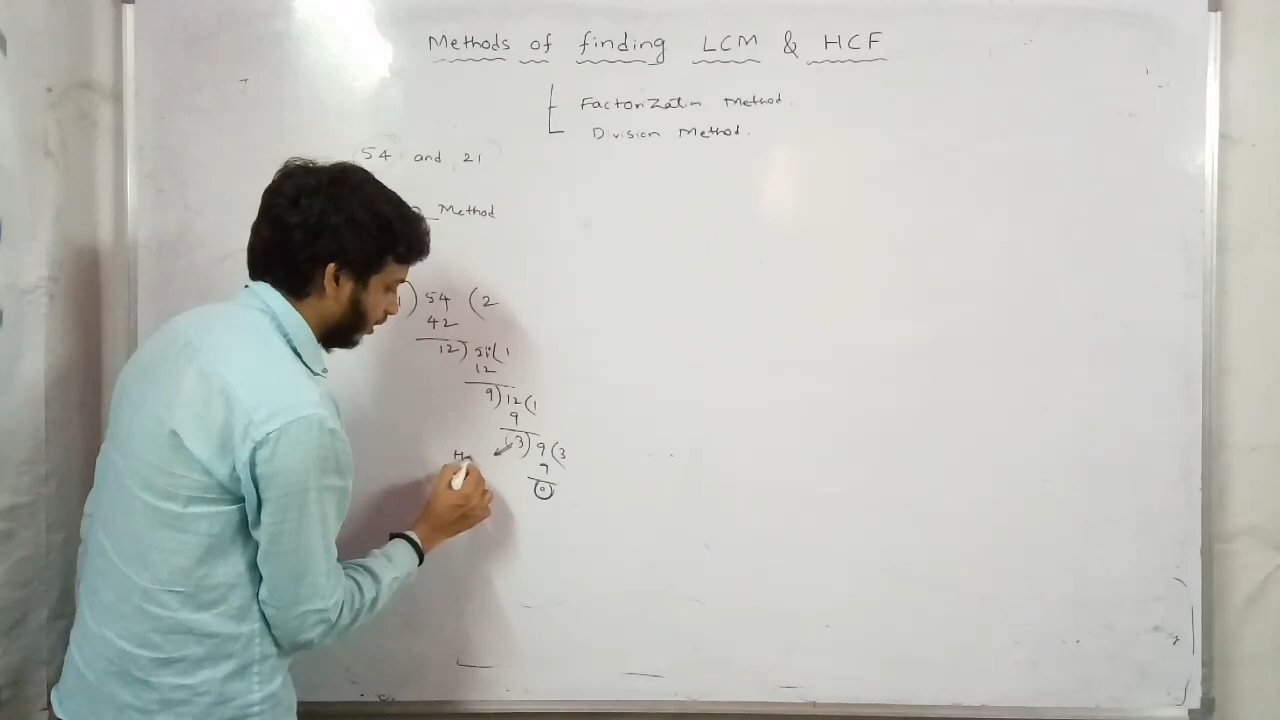 Methods of finding LCM & HCF
Factorization Method.
Division Method.
54 and 21
Method
) 54 ( 2
42
12 ) 21 ( 1
12
9 ) 12 ( 1
9
3 ) 9 ( 3
9
0